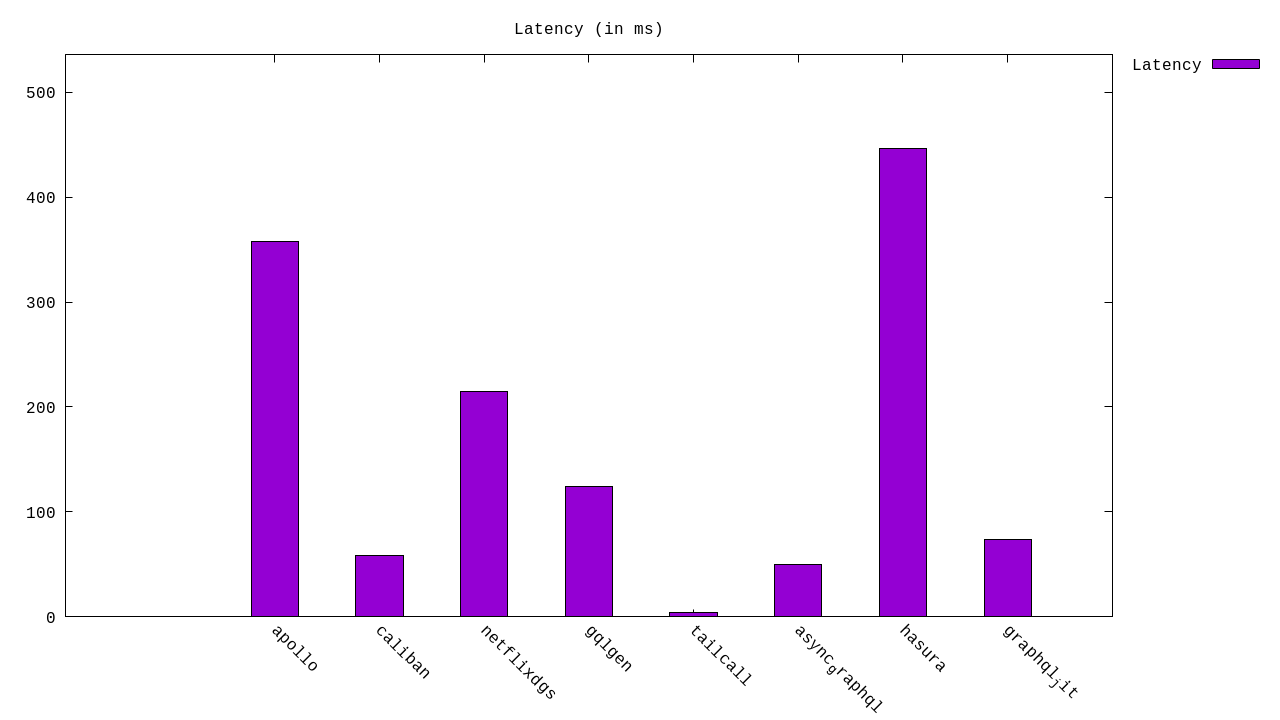 Latency (in ms)
Latency
500
400
300
200
100
0
apollo
caliban
netflixdgs
gqlgen
tailcall
async_graphql
hasura
graphql_jit